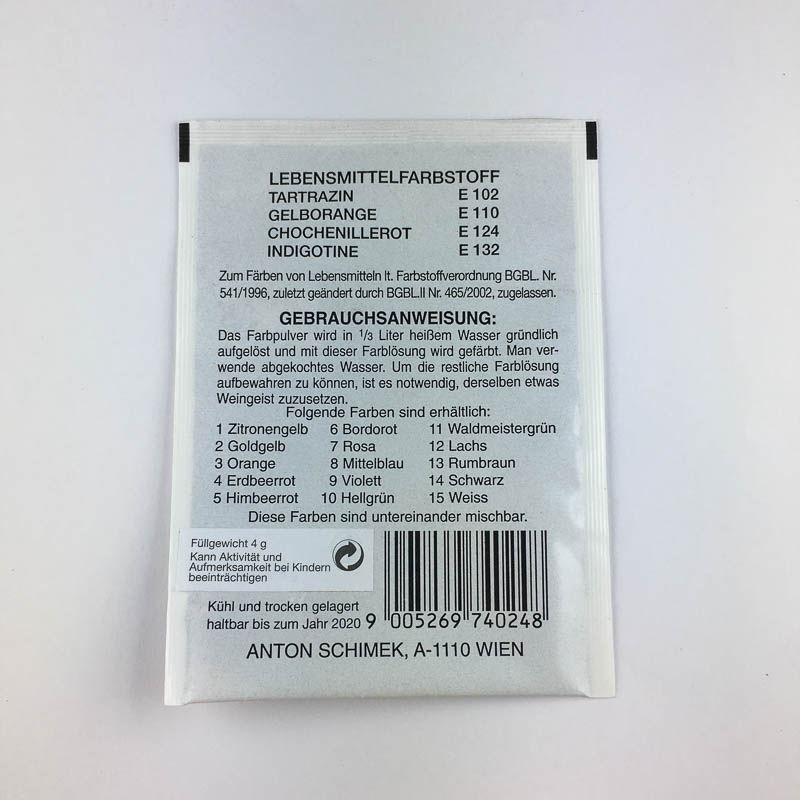 LEBENSMITTELFARBSTOFF
TARTRAZIN E 102
GELBORANGE E 110
CHOCHENILLEROT E 124
INDIGOTINE E 132
Zum Färben von Lebensmitteln lt. Farbstoffverordnung BGBL. Nr.
541/1996, zuletzt geändert durch BGBL.II Nr. 465/2002, zugelassen.
GEBRAUCHSANWEISUNG:
Das Farbpulver wird in 1/3 Liter heißem Wasser gründlich
aufgelöst und mit dieser Farblösung wird gefärbt. Man ver-
wende abgekochtes Wasser. Um die restliche Farblösung
aufbewahren zu können, ist es notwendig, derselben etwas
Weingeist zuzusetzen.
Folgende Farben sind erhältlich:
1 Zitronengelb 6 Bordorot 11 Waldmeistergrün
2 Goldgelb 7 Rosa 12 Lachs
3 Orange 8 Mittelblau 13 Rumbraun
4 Erdbeerrot 9 Violett 14 Schwarz
5 Himbeerrot 10 Hellgrün 15 Weiss
Diese Farben sind untereinander mischbar.
Füllgewicht 4 g
Kann Aktivität und
Aufmerksamkeit bei Kindern
beeinträchtigen
Kühl und trocken gelagert
haltbar bis zum Jahr 2020
9 005269 740248
ANTON SCHIMEK, A-1110 WIEN